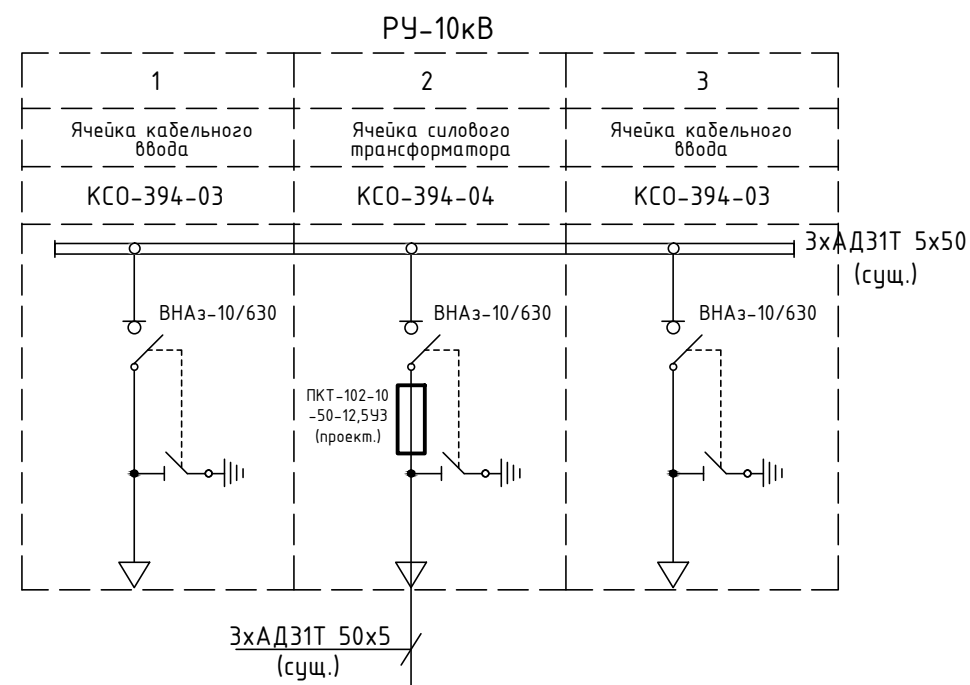 РУ-10кВ
1
2
3
Ячейка кабельного
ввода
Ячейка силового
трансформатора
Ячейка кабельного
ввода
КСО-394-03
КСО-394-04
КСО-394-03
3хАД31Т 5х50
(сущ.)
ВНАз-10/630
ВНАз-10/630
ВНАз-10/630
ПКТ-102-10
-50-12,5У3
(проект.)
3хАД31Т 50х5
(сущ.)